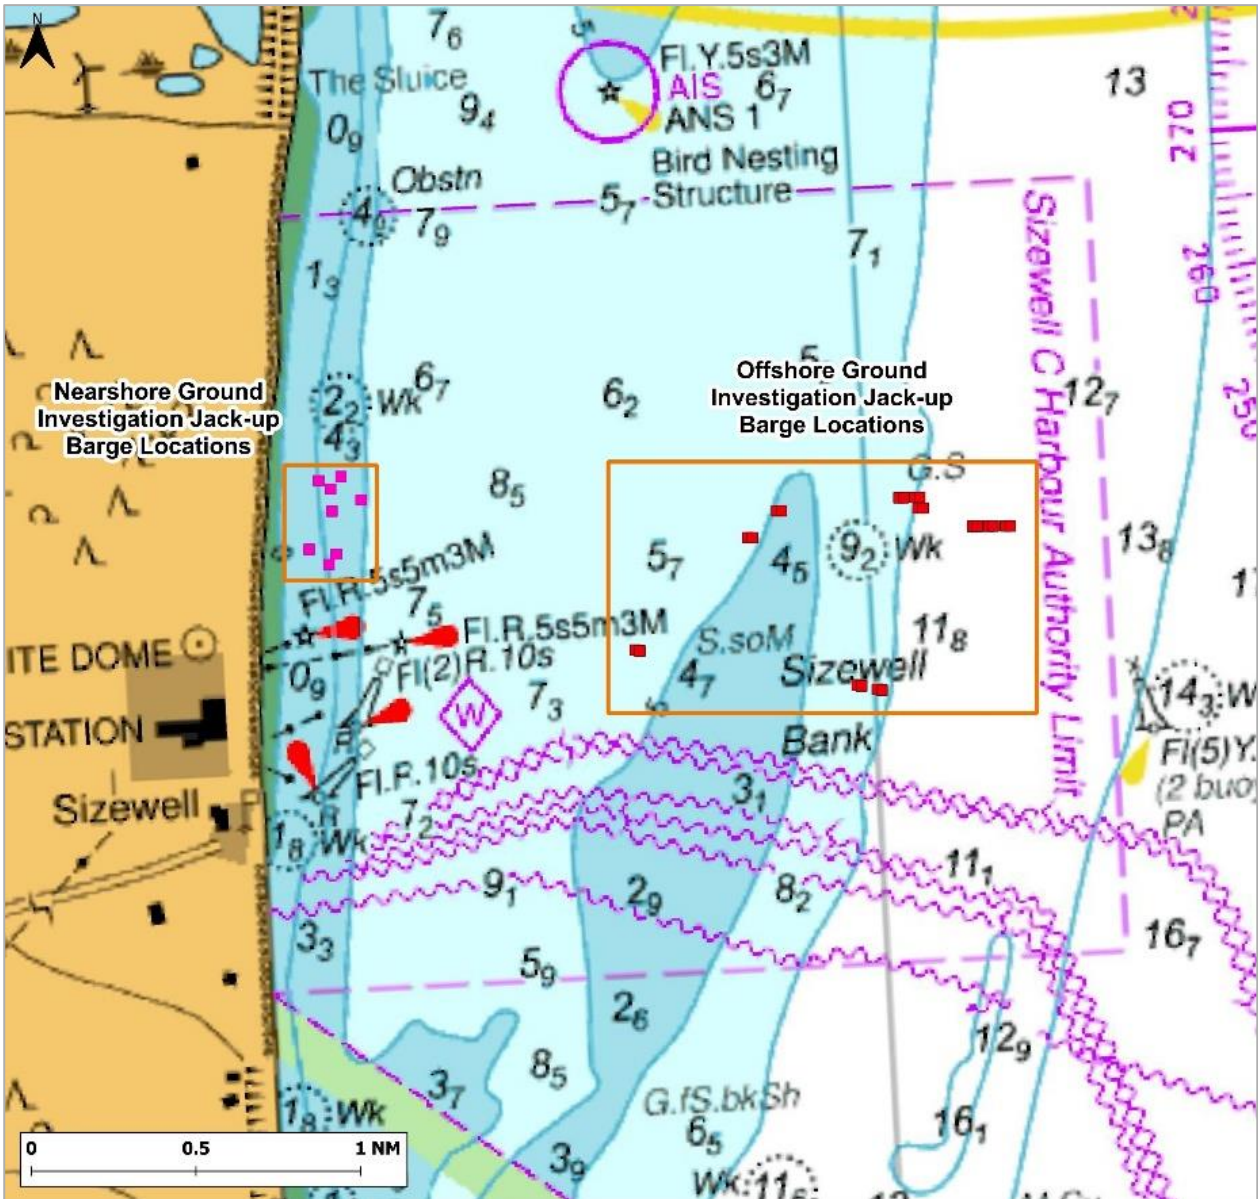 N
7₆
5
Fl.Y.5s3M
AIS
6₇
ANS 1
Bird Nesting
Structure
13
270
The Sluice
9₄
0₉
Obstn
4₉
7₉
5₇
7₁
260
1₃
Sizewell C Harbour Authority Limit
Nearshore Ground
Investigation Jack-up
Barge Locations
2₂
Wk
6₇
4₃
6₂
Offshore Ground
Investigation Jack-up
Barge Locations
12₇
250
8₅
G.S
5₇
4₅
9₂
Wk
13₈
Fl.R.5s5m3M
7₅
Fl.R.5s5m3M
S.soM
11₈
ITE DOME
Fl(2)R.10s
0₉
4₇
Sizewell
14₃
W
STATION
7₃
W
5
Bank
R
Fl(5)Y.
(2 buo
PA
Fl.R.10s
Sizewell
R
7₂
3₁
1₈
Wk
11₁
9₁
2₉
8₂
3₃
16₇
5₉
2₆
12₉
8₅
3₇
1₈
Wk
G.fS.bkSh
6₅
16₁
3₉
Wk
11₆
0
0.5
1 NM